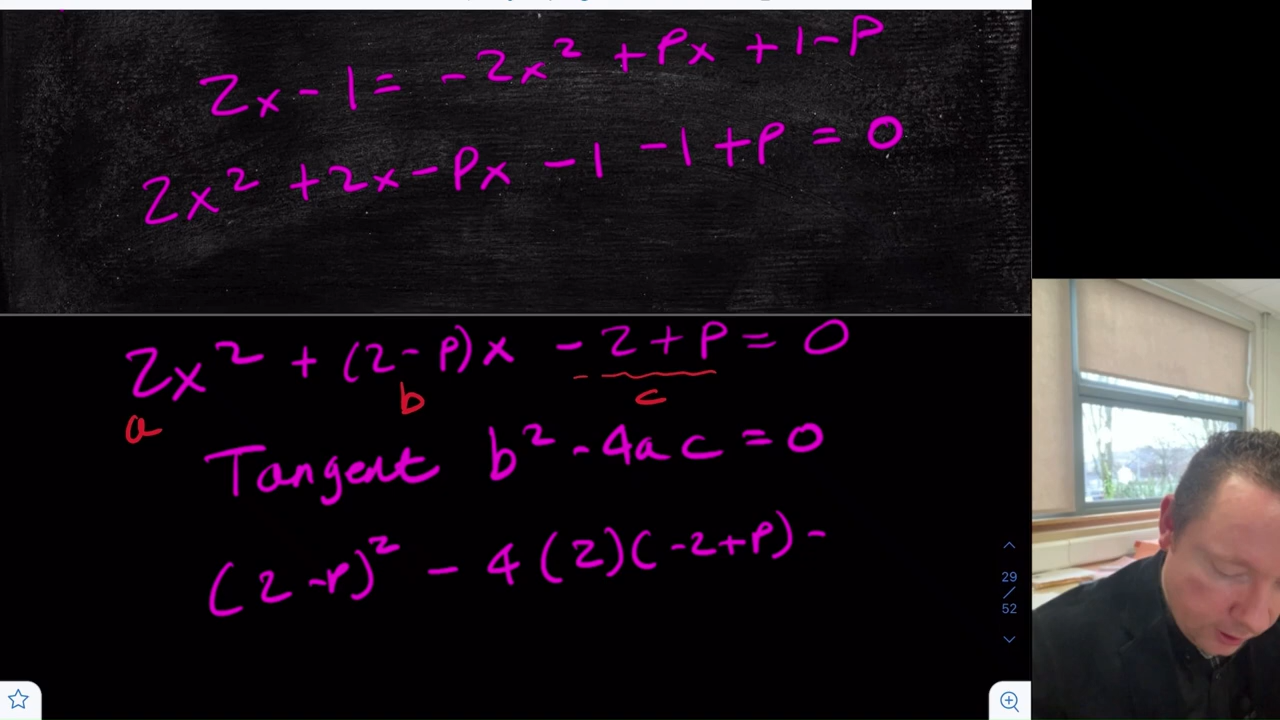 2x - 1 = -2x² + Px + 1 - P
2x² + 2x - Px - 1 - 1 + P = 0
2x² + (2 - P)x - 2 + P = 0
a b c
Tangent b² - 4ac = 0
(2 - P)² - 4(2)(-2 + P) -
29
/
52